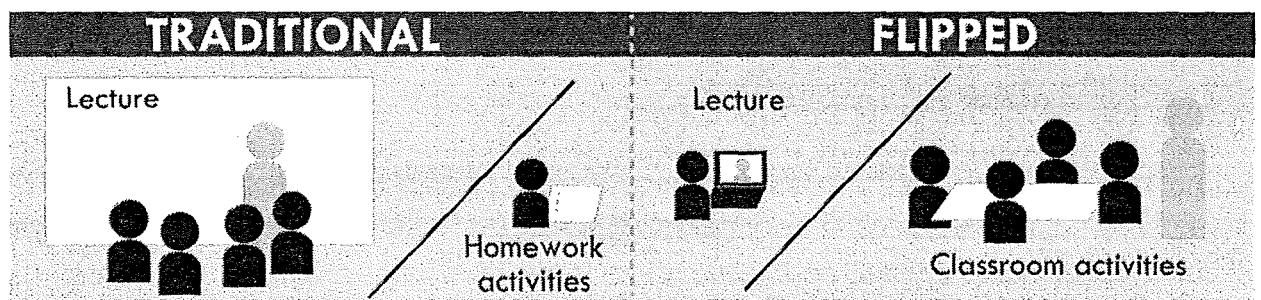 TRADITIONAL
Lecture
Homework
activities
FLIPPED
Lecture
Classroom activities